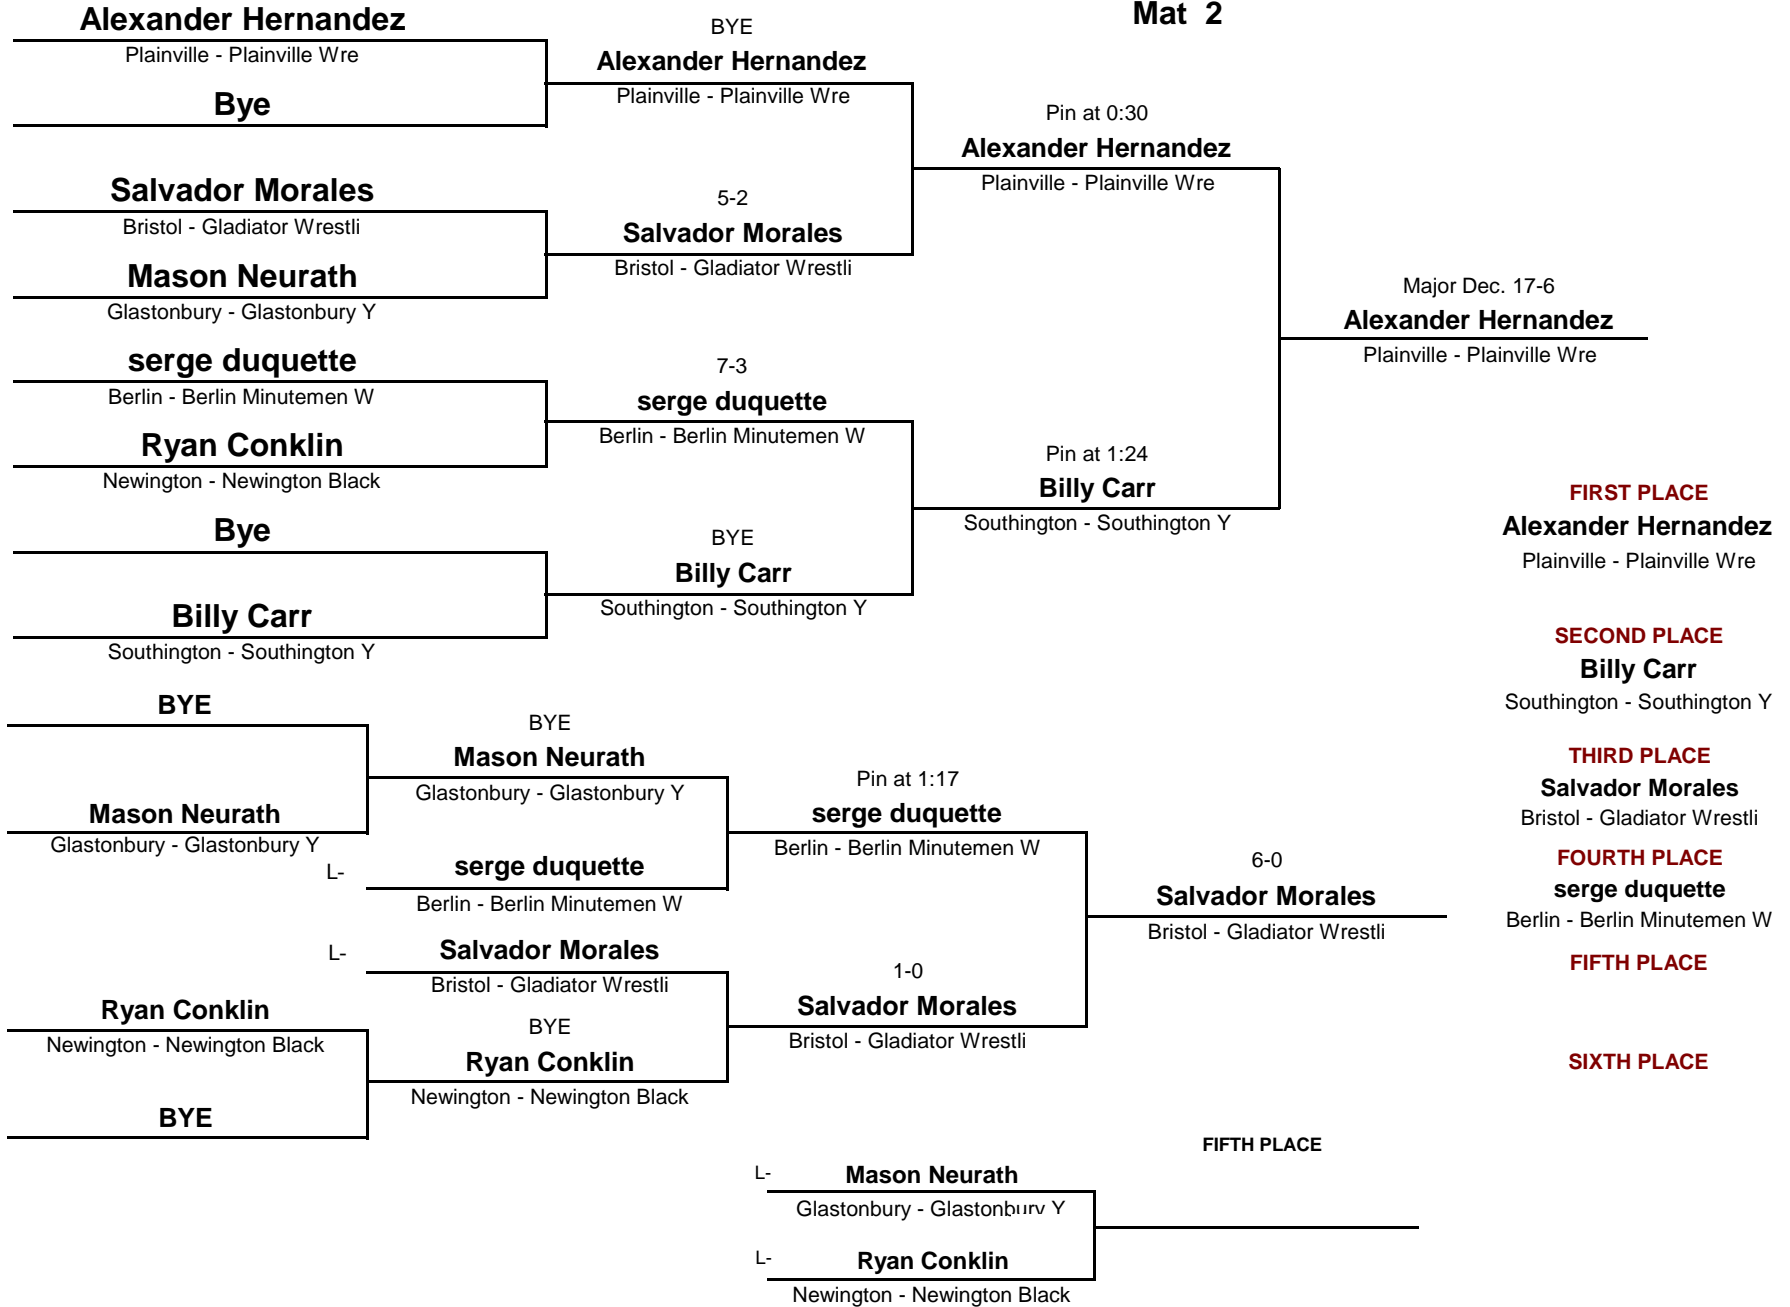 Mat 2
Alexander Hernandez
Plainville - Plainville Wre
Bye
Salvador Morales
Bristol - Gladiator Wrestli
Mason Neurath
Glastonbury - Glastonbury Y
serge duquette
Berlin - Berlin Minutemen W
Ryan Conklin
Newington - Newington Black
Bye
Billy Carr
Southington - Southington Y
BYE
Alexander Hernandez
Plainville - Plainville Wre
5-2
Salvador Morales
Bristol - Gladiator Wrestli
7-3
serge duquette
Berlin - Berlin Minutemen W
BYE
Billy Carr
Southington - Southington Y
Pin at 0:30
Alexander Hernandez
Plainville - Plainville Wre
Pin at 1:24
Billy Carr
Southington - Southington Y
Major Dec. 17-6
Alexander Hernandez
Plainville - Plainville Wre
BYE
Mason Neurath
Glastonbury - Glastonbury Y
Ryan Conklin
Newington - Newington Black
BYE
BYE
Mason Neurath
Glastonbury - Glastonbury Y
L-
serge duquette
Berlin - Berlin Minutemen W
L-
Salvador Morales
Bristol - Gladiator Wrestli
BYE
Ryan Conklin
Newington - Newington Black
Pin at 1:17
serge duquette
Berlin - Berlin Minutemen W
1-0
Salvador Morales
Bristol - Gladiator Wrestli
6-0
Salvador Morales
Bristol - Gladiator Wrestli
FIFTH PLACE
L-
Mason Neurath
Glastonbury - Glastonbury Y
L-
Ryan Conklin
Newington - Newington Black
FIRST PLACE
Alexander Hernandez
Plainville - Plainville Wre
SECOND PLACE
Billy Carr
Southington - Southington Y
THIRD PLACE
Salvador Morales
Bristol - Gladiator Wrestli
FOURTH PLACE
serge duquette
Berlin - Berlin Minutemen W
FIFTH PLACE
SIXTH PLACE